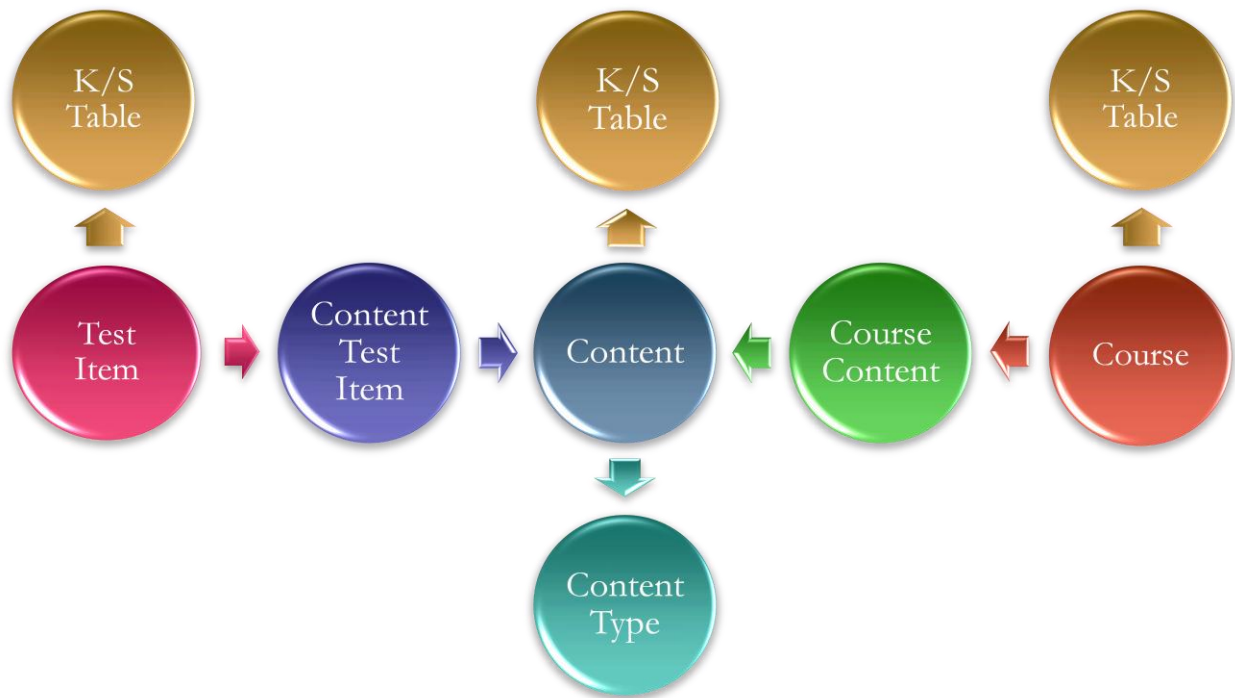 K/S
Table
K/S
Table
K/S
Table
Test
Item
Content
Test
Item
Content
Course
Content
Course
Content
Type